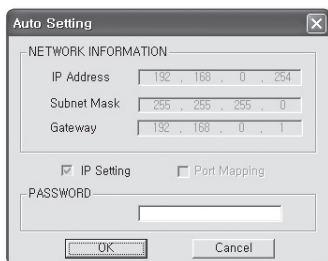 Auto Setting
NETWORK INFORMATION
IP Address 192 . 168 . 0 . 254
Subnet Mask 255 . 255 . 255 . 0
Gateway 192 . 168 . 0 . 1
IP Setting Port Mapping
PASSWORD
OK Cancel